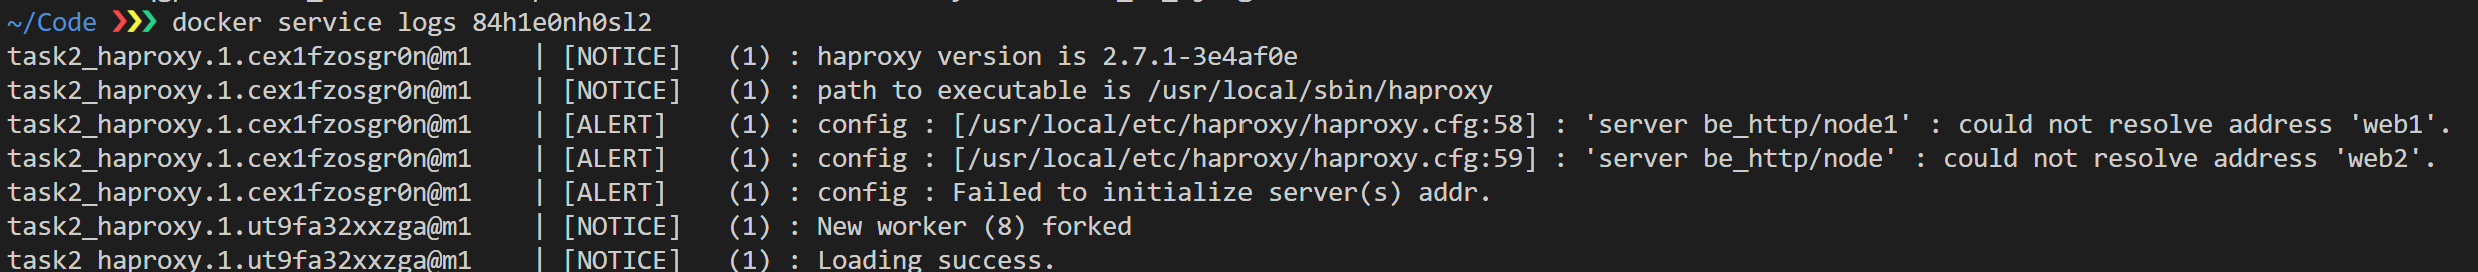 ~/Code ❯❯❯ docker service logs 84h1e0nh0sl2
task2_haproxy.1.cex1fzosgr0n@m1    | [NOTICE]   (1) : haproxy version is 2.7.1-3e4af0e
task2_haproxy.1.cex1fzosgr0n@m1    | [NOTICE]   (1) : path to executable is /usr/local/sbin/haproxy
task2_haproxy.1.cex1fzosgr0n@m1    | [ALERT]    (1) : config : [/usr/local/etc/haproxy/haproxy.cfg:58] : 'server be_http/node1' : could not resolve address 'web1'.
task2_haproxy.1.cex1fzosgr0n@m1    | [ALERT]    (1) : config : [/usr/local/etc/haproxy/haproxy.cfg:59] : 'server be_http/node' : could not resolve address 'web2'.
task2_haproxy.1.cex1fzosgr0n@m1    | [ALERT]    (1) : config : Failed to initialize server(s) addr.
task2_haproxy.1.ut9fa32xxzga@m1    | [NOTICE]   (1) : New worker (8) forked
task2_haproxy.1.ut9fa32xxzga@m1    | [NOTICE]   (1) : Loading success.